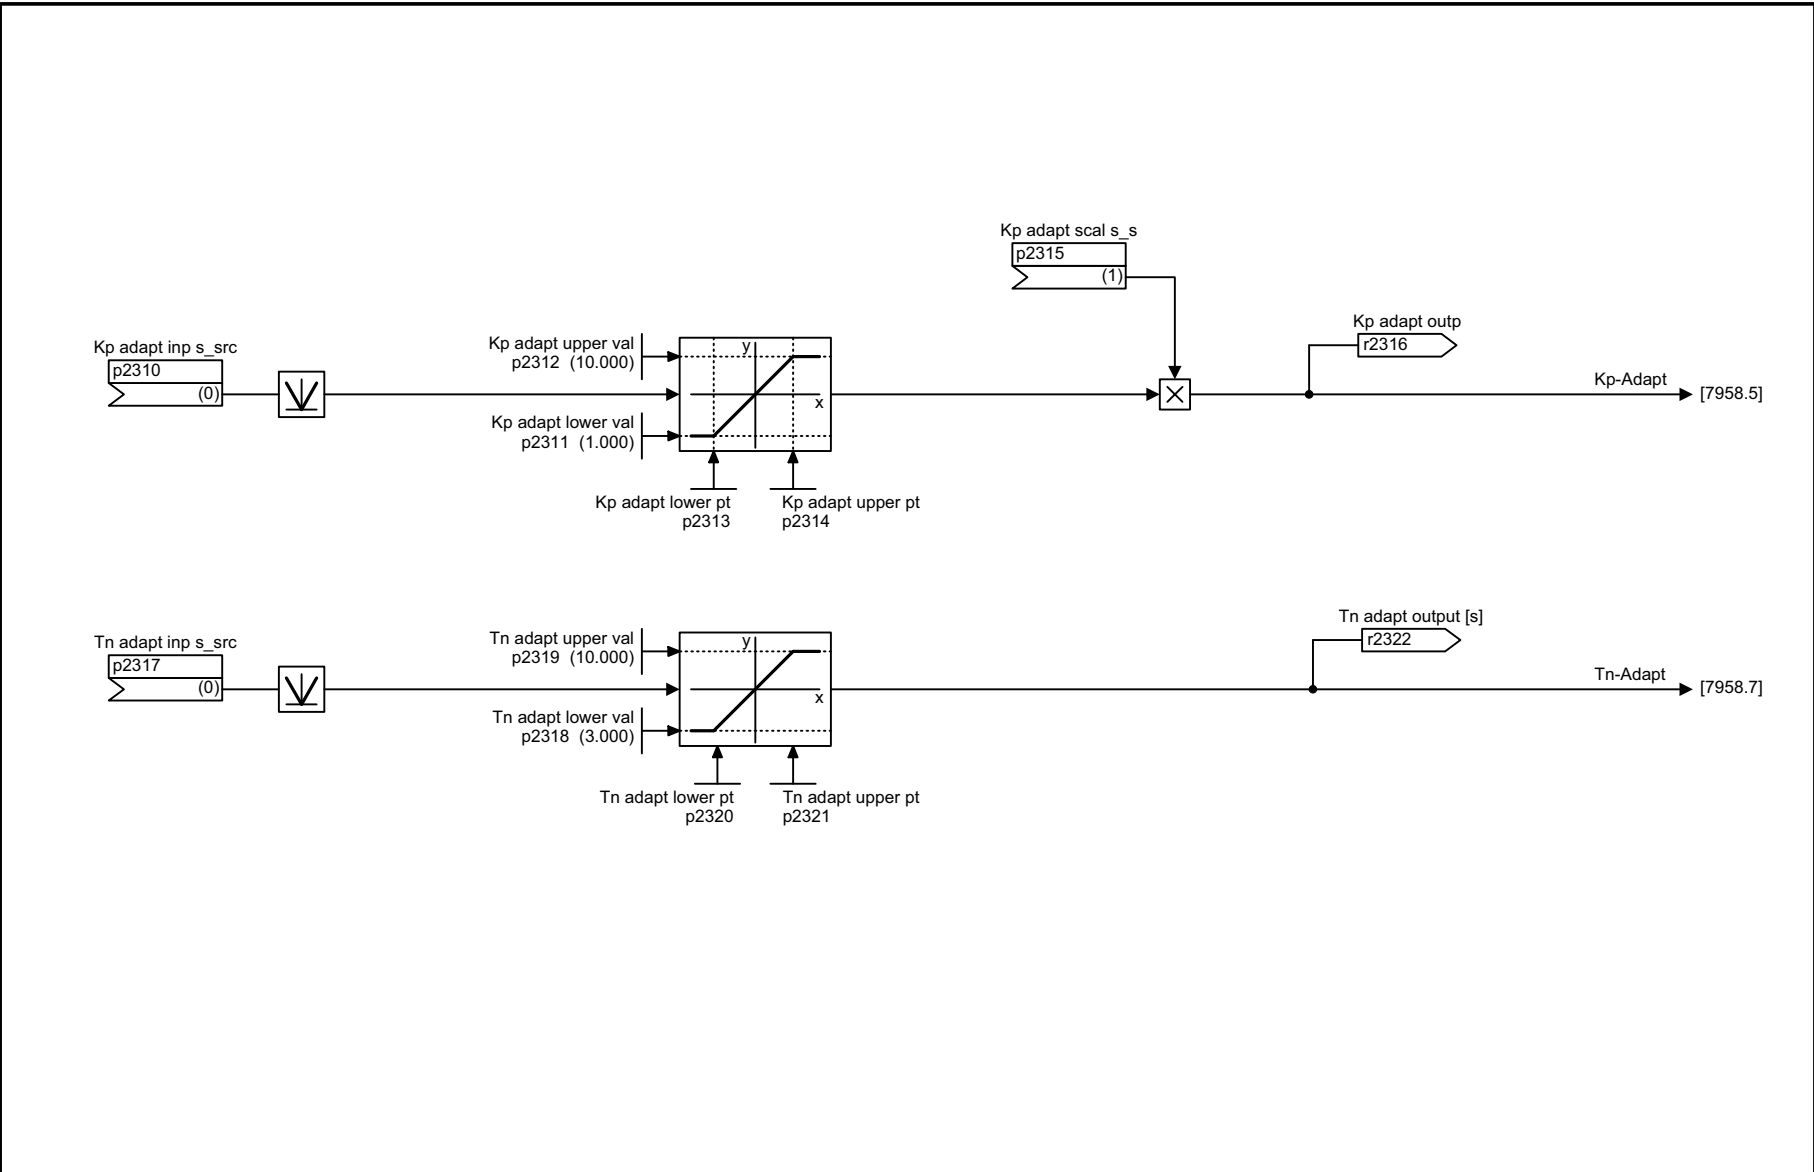 Kp adapt scal s_s
p2315
(1)
Kp adapt outp
r2316
Kp adapt inp s_src
p2310
(0)
Kp adapt upper val
p2312 (10.000)
y
x
Kp adapt lower val
p2311 (1.000)
Kp-Adapt
[7958.5]
Kp adapt lower pt
p2313
Kp adapt upper pt
p2314
Tn adapt output [s]
r2322
Tn adapt inp s_src
p2317
(0)
Tn adapt upper val
p2319 (10.000)
y
x
Tn adapt lower val
p2318 (3.000)
Tn-Adapt
[7958.7]
Tn adapt lower pt
p2320
Tn adapt upper pt
p2321